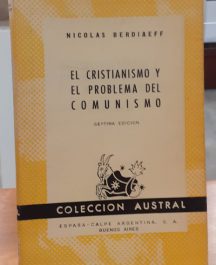 NICOLAS BERDIAEFF
EL CRISTIANISMO Y
EL PROBLEMA DEL
COMUNISMO
SEPTIMA EDICION
COLECCION AUSTRAL
ESPASA-CALPE ARGENTINA, S. A.
BUENOS AIRES